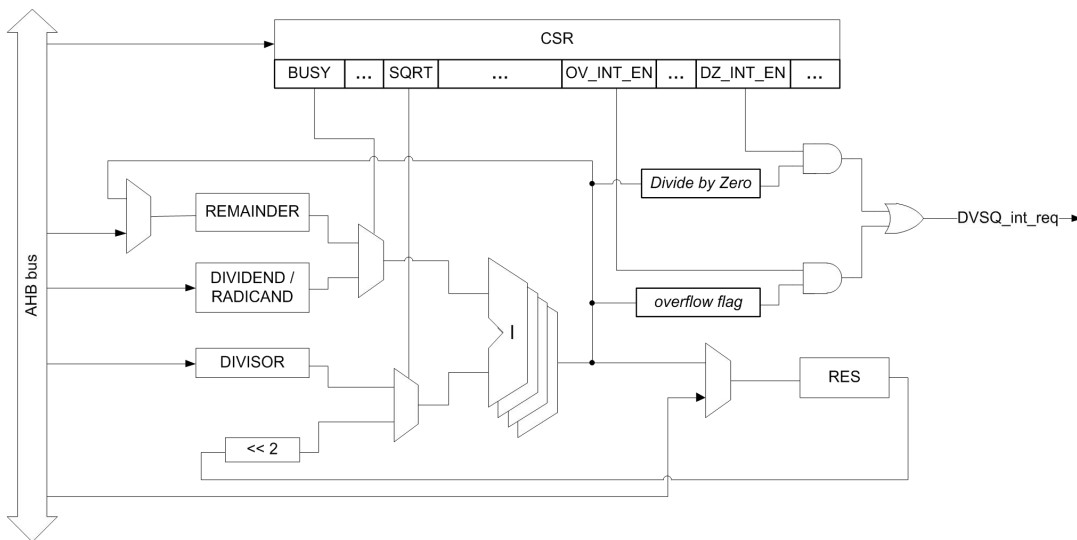 CSR
BUSY ... SQRT ... OV_INT_EN ... DZ_INT_EN ...
Divide by Zero
REMAINDER
DVSQ_int_req
AHB bus
DIVIDEND /
RADICAND
overflow flag
I
DIVISOR
RES
<< 2